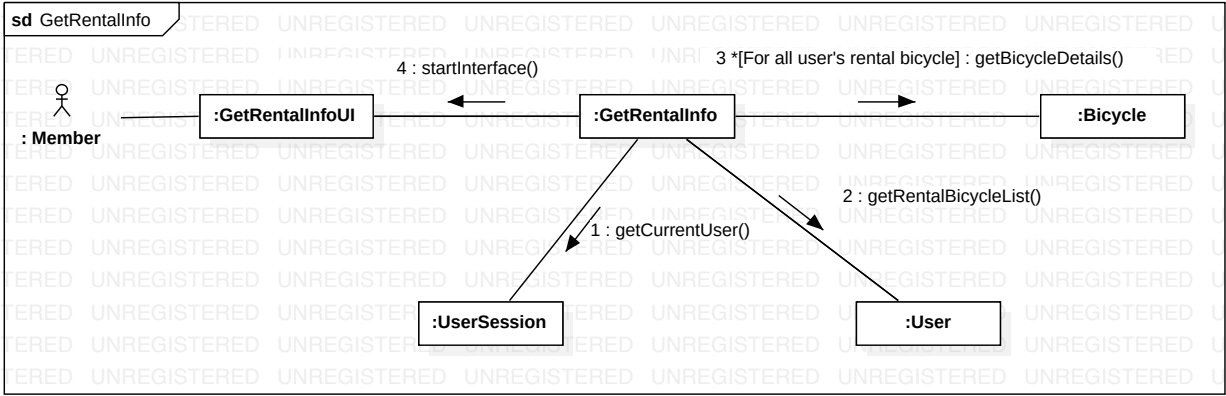 sd GetRentalInfo
3 *[For all user's rental bicycle] : getBicycleDetails()
4 : startInterface()
:GetRentalInfoUI
:GetRentalInfo
:Bicycle
: Member
2 : getRentalBicycleList()
1 : getCurrentUser()
:UserSession
:User
UNREGISTERED